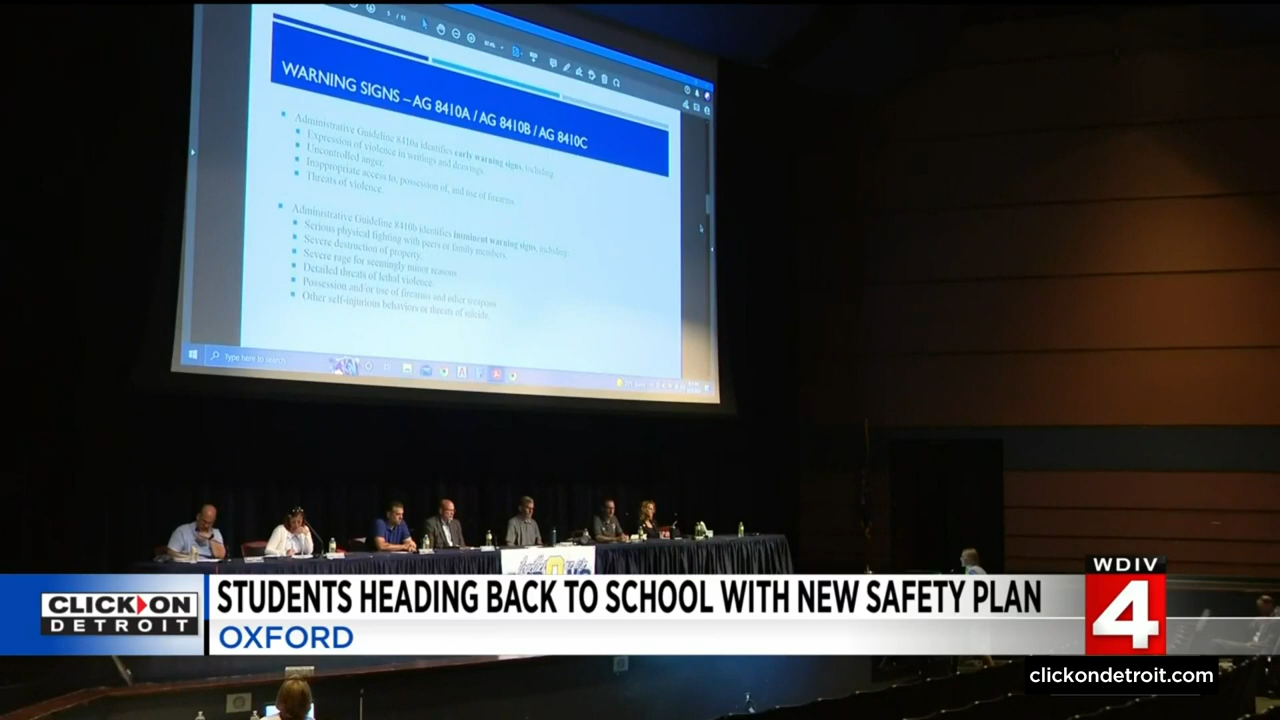 WARNING SIGNS – AG 8410A / AG 8410B / AG 8410C
▪ Administrative Guideline 8410a identifies early warning signs, including:
▪ Expression of violence in writings and drawings.
▪ Uncontrolled anger.
▪ Inappropriate access to, possession of, and use of firearms.
▪ Threats of violence.
▪ Administrative Guideline 8410b identifies imminent warning signs, including:
▪ Serious physical fighting with peers or family members.
▪ Severe destruction of property.
▪ Severe rage for seemingly minor reasons.
▪ Detailed threats of lethal violence.
▪ Possession and/or use of firearms and other weapons
▪ Other self-injurious behaviors or threats of suicide.
Type here to search
CLICK ON
DETROIT
STUDENTS HEADING BACK TO SCHOOL WITH NEW SAFETY PLAN
OXFORD
WDIV
4
clickondetroit.com